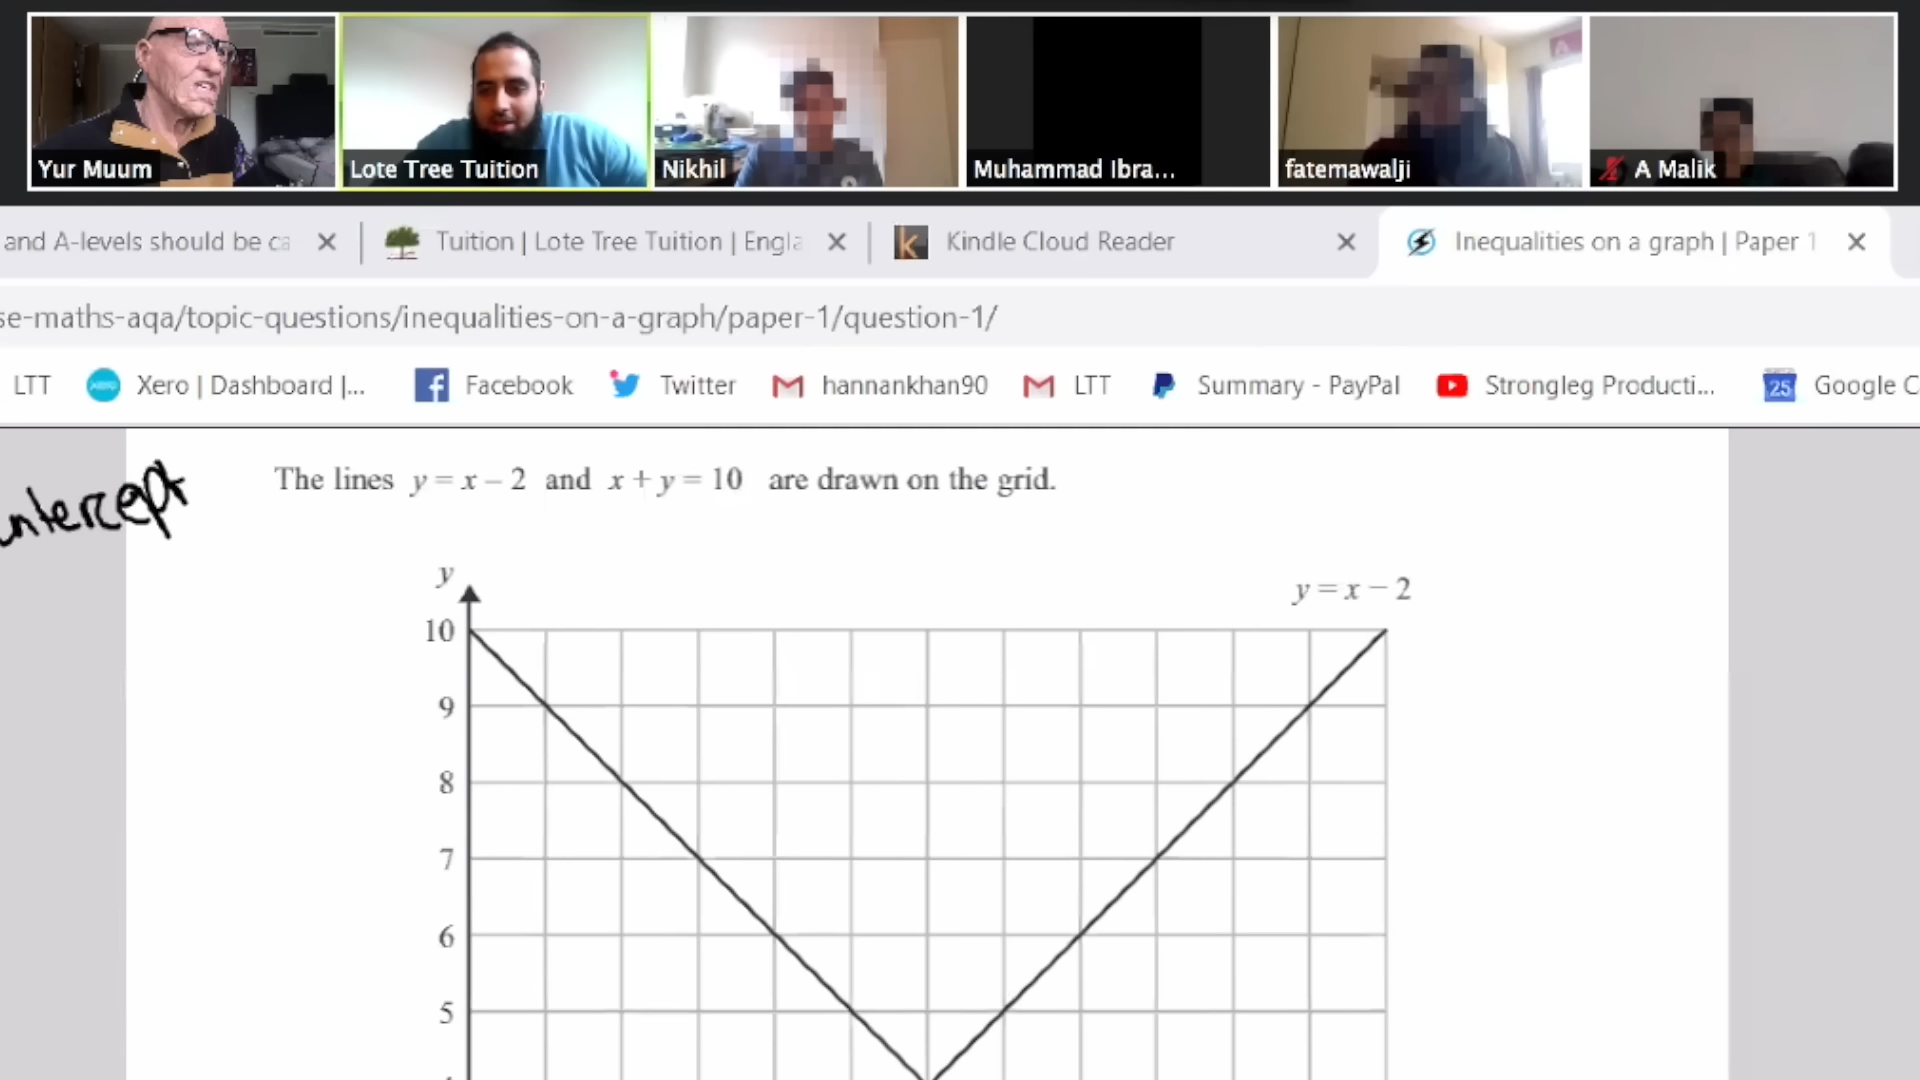 Yur Muum
Lote Tree Tuition
Nikhil
Muhammad Ibra...
fatemawalji
A Malik
and A-levels should be ca
Tuition | Lote Tree Tuition | Engla
Kindle Cloud Reader
Inequalities on a graph | Paper 1
se-maths-aqa/topic-questions/inequalities-on-a-graph/paper-1/question-1/
LTT
xero
Xero | Dashboard |...
Facebook
Twitter
hannankhan90
LTT
Summary - PayPal
Strongleg Producti...
25
Google C
intercept
The lines y = x – 2 and x + y = 10 are drawn on the grid.
y
y = x – 2
10
9
8
7
6
5